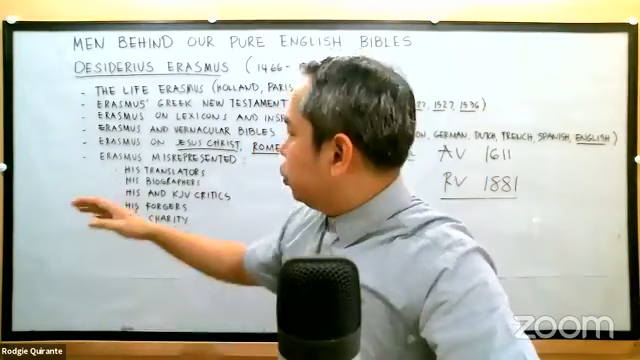 MEN BEHIND OUR PURE ENGLISH BIBLES
DESIDERIUS ERASMUS (1466-
- THE LIFE ERASMUS (HOLLAND, PARIS
- ERASMUS' GREEK NEW TESTAMENT 1527, 1536)
- ERASMUS ON LEXICONS AND
- ERASMUS AND VERNACULAR BIBLES GERMAN, DUTCH, FRENCH, SPANISH, ENGLISH)
- ERASMUS ON JESUS CHRIST, ROME
- ERASMUS MISREPRESENTED:
HIS TRANSLATORS
HIS BIOGRAPHERS
HIS AND KJV CRITICS
HIS FORGERS
CHARITY
AV 1611
RV 1881
zoom
Rodgie Quirante